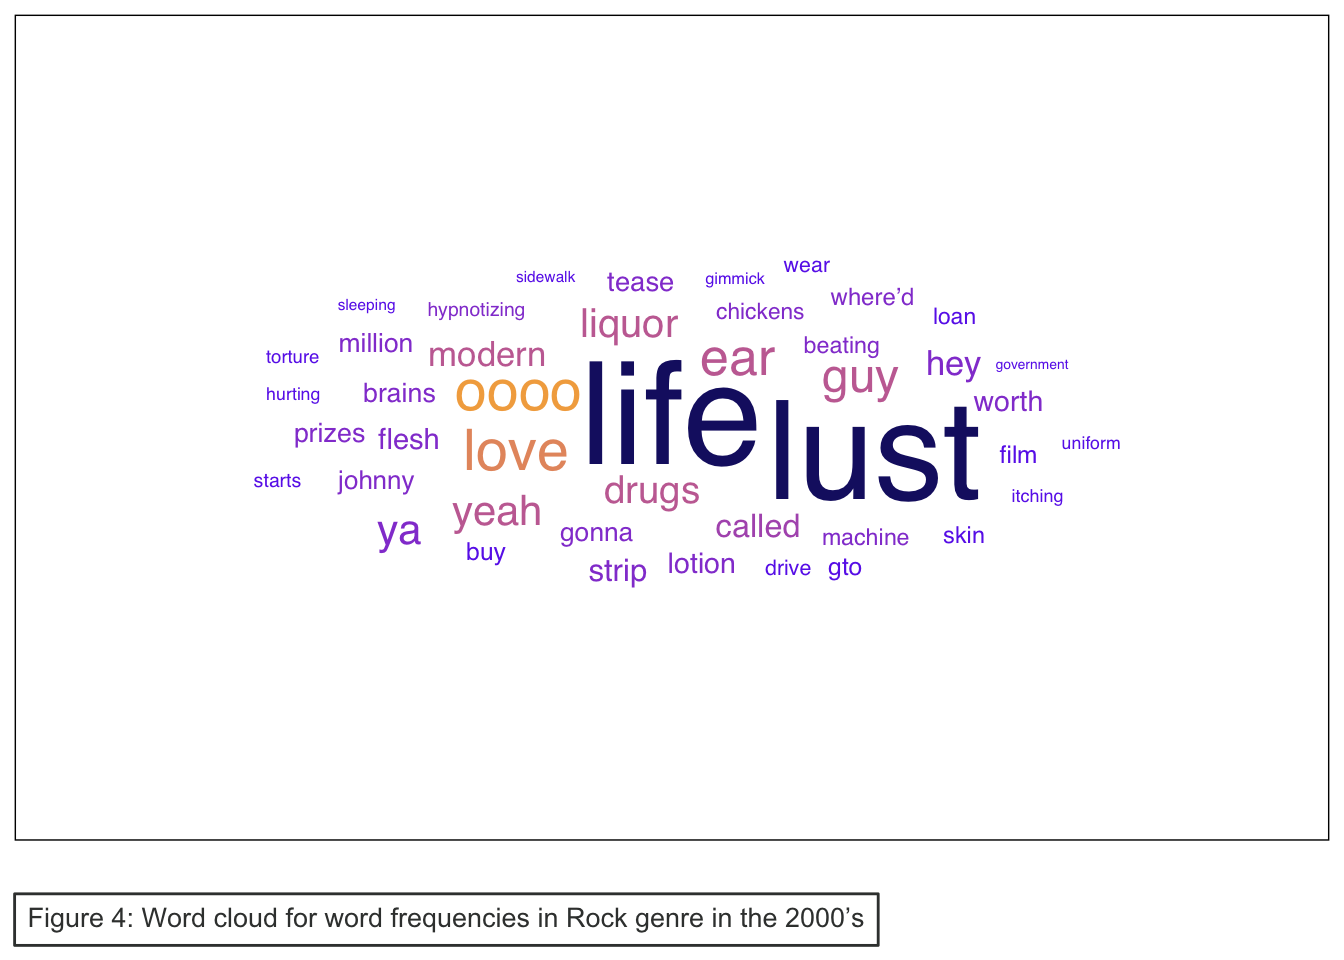 wear
sidewalk tease gimmick
sleeping hypnotizing liquor chickens where’d loan
torture million modern ear beating hey government
hurting brains oooo life guy worth
prizes flesh love lust film uniform
starts johnny drugs itching
ya yeah gonna called machine skin
buy strip lotion drive gto
Figure 4: Word cloud for word frequencies in Rock genre in the 2000’s